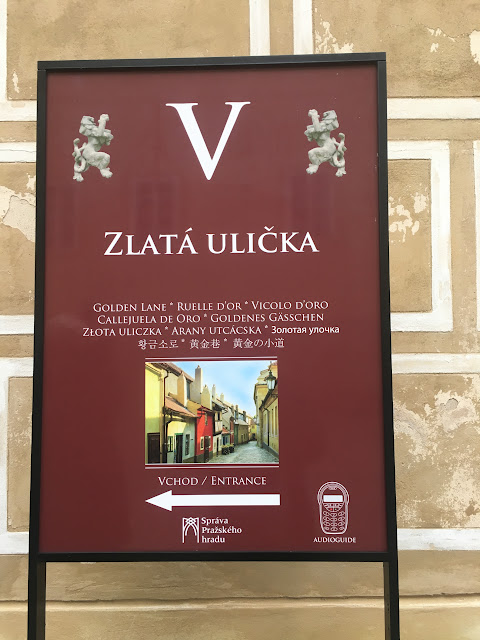 V
ZLATÁ ULIČKA
GOLDEN LANE * RUELLE D'OR * VICOLO D'ORO
CALLEJUELA DE ORO * GOLDENES GÄSSCHEN
ZŁOTA ULICZKA * ARANY UTCÁCSKA * Золотая улочка
황금소로 * 黄金巷 * 黄金の小道
VCHOD / ENTRANCE
Správa
Pražského
hradu
AUDIOGUIDE